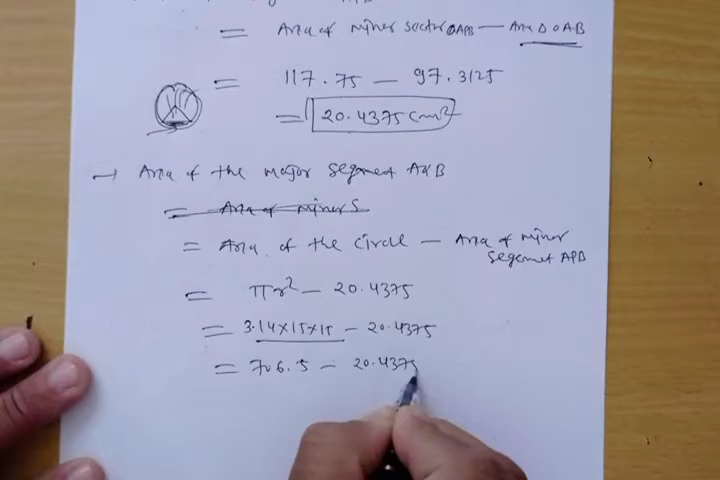 = Area of minor sector OAPB — Area Δ OAB
= 117.75 — 97.3125
= 20.4375 cm²
→ Area of the major segment AQB
= Area of minor s
= Area of the circle — Area of minor segement APB
= πr² — 20.4375
= 3.14×15×15 — 20.4375
= 706.5 — 20.4375